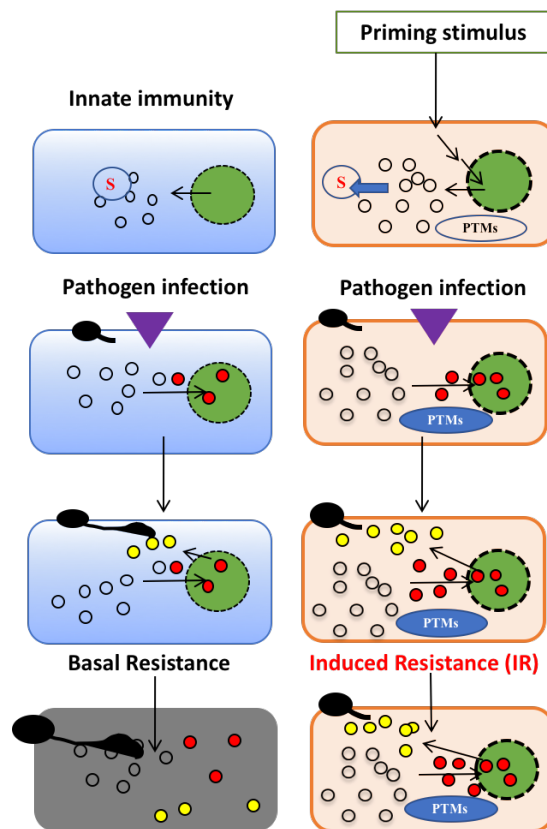 Priming stimulus
Innate immunity
S
S
PTMs
Pathogen infection
Pathogen infection
PTMs
PTMs
Basal Resistance
Induced Resistance (IR)
PTMs